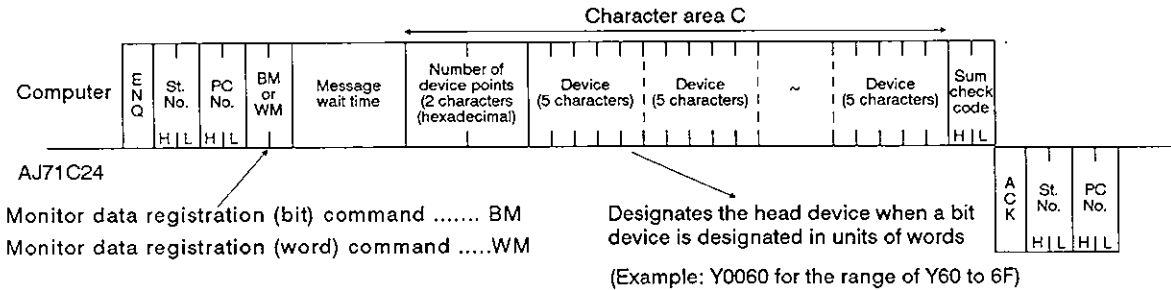 Character area C
Computer
E
N
Q
St.
No.
H L
PC
No.
H L
BM
or
WM
Message
wait time
Number of
device points
(2 characters
(hexadecimal)
Device
(5 characters)
Device
(5 characters)
~
Device
(5 characters)
Sum
check
code
H L
AJ71C24
A
C
K
St.
No.
H L
PC
No.
H L
Monitor data registration (bit) command ....... BM
Monitor data registration (word) command .....WM
Designates the head device when a bit
device is designated in units of words
(Example: Y0060 for the range of Y60 to 6F)